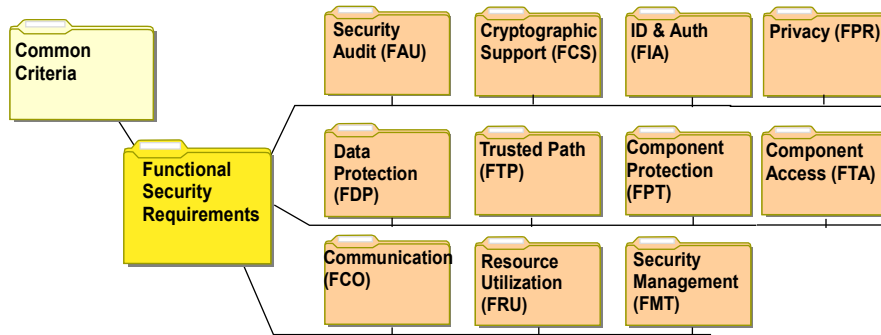 Common
Criteria
Security
Audit (FAU)
Cryptographic
Support (FCS)
ID & Auth
(FIA)
Privacy (FPR)
Functional
Security
Requirements
Data
Protection
(FDP)
Trusted Path
(FTP)
Component
Protection
(FPT)
Component
Access (FTA)
Communication
(FCO)
Resource
Utilization
(FRU)
Security
Management
(FMT)